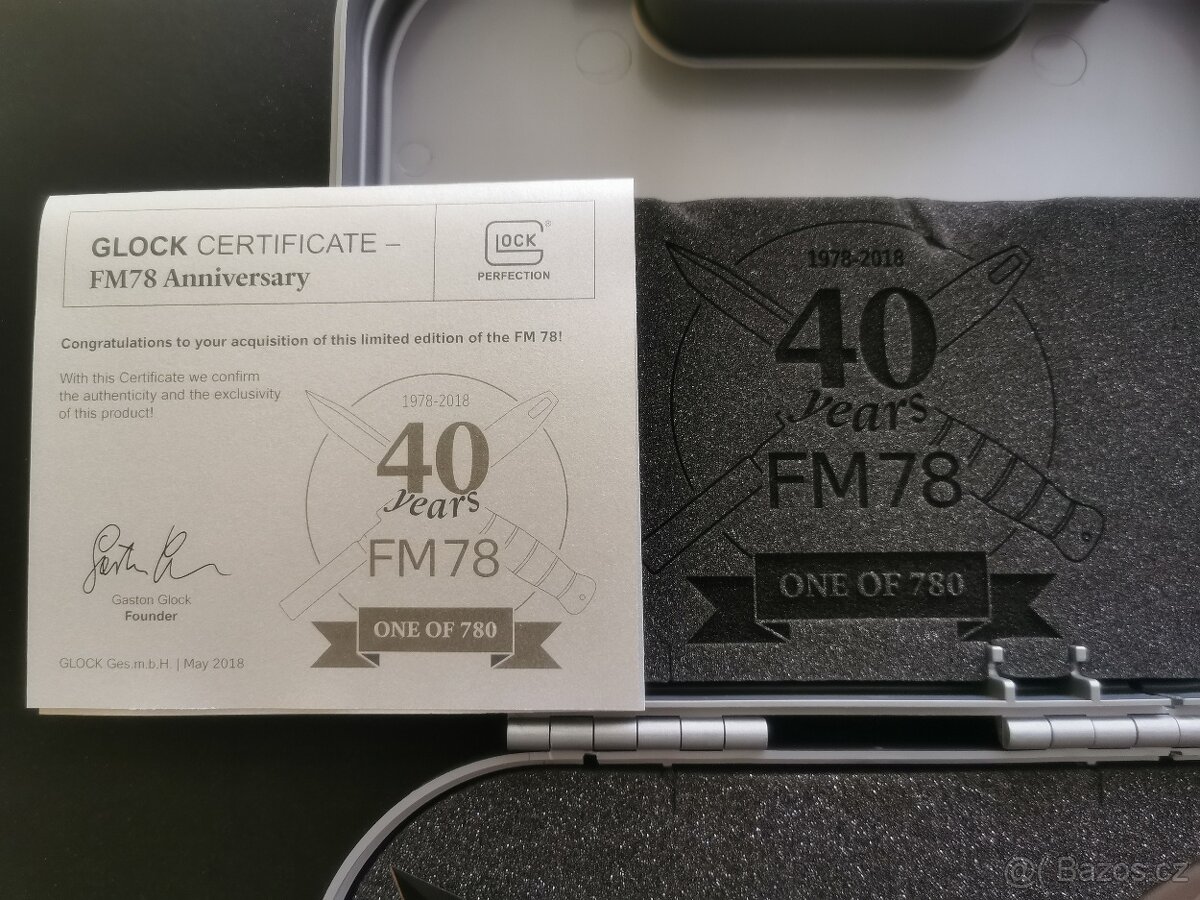 GLOCK CERTIFICATE –
FM78 Anniversary
GLOCK ®
PERFECTION
Congratulations to your acquisition of this limited edition of the FM 78!
With this Certificate we confirm
the authenticity and the exclusivity
of this product!
1978-2018
40
years
FM78
ONE OF 780
Gaston Glock
Founder
GLOCK Ges.m.b.H. | May 2018
1978-2018
40
years
FM78
ONE OF 780
@( Bazos.cz